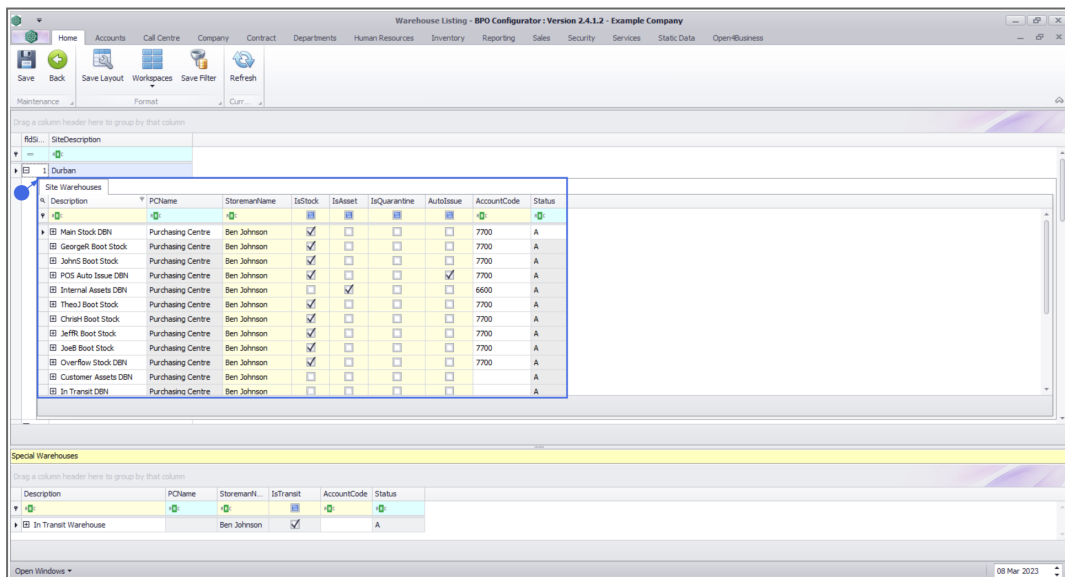 Warehouse Listing - BPO Configurator : Version 2.4.1.2 - Example Company
Home Accounts Call Centre Company Contract Departments Human Resources Inventory Reporting Sales Security Services Static Data Open4Business
Save Back Save Layout Workspaces Save Filter Refresh
Maintenance Format Curr...
Drag a column header here to group by that column
fldSi... SiteDescription
1 Durban
Site Warehouses
Description PCName StoremanName IsStock IsAsset IsQuarantine AutoIssue AccountCode Status
Main Stock DBN Purchasing Centre Ben Johnson 7700 A
GeorgeR Boot Stock Purchasing Centre Ben Johnson 7700 A
JohnS Boot Stock Purchasing Centre Ben Johnson 7700 A
POS Auto Issue DBN Purchasing Centre Ben Johnson 7700 A
Internal Assets DBN Purchasing Centre Ben Johnson 6600 A
TheoJ Boot Stock Purchasing Centre Ben Johnson 7700 A
ChrisH Boot Stock Purchasing Centre Ben Johnson 7700 A
JeffR Boot Stock Purchasing Centre Ben Johnson 7700 A
JoeB Boot Stock Purchasing Centre Ben Johnson 7700 A
Overflow Stock DBN Purchasing Centre Ben Johnson 7700 A
Customer Assets DBN Purchasing Centre Ben Johnson A
In Transit DBN Purchasing Centre Ben Johnson A
Special Warehouses
Drag a column header here to group by that column
Description PCName StoremanN... IsTransit AccountCode Status
In Transit Warehouse Ben Johnson A
Open Windows 08 Mar 2023